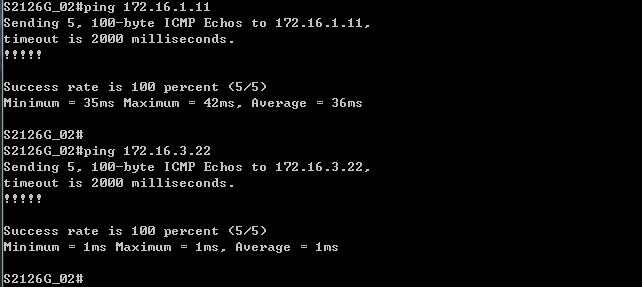 S2126G_02#ping 172.16.1.11
Sending 5, 100-byte ICMP Echos to 172.16.1.11,
timeout is 2000 milliseconds.
!!!!!
Success rate is 100 percent (5/5)
Minimum = 35ms Maximum = 42ms, Average = 36ms
S2126G_02#
S2126G_02#ping 172.16.3.22
Sending 5, 100-byte ICMP Echos to 172.16.3.22,
timeout is 2000 milliseconds.
!!!!!
Success rate is 100 percent (5/5)
Minimum = 1ms Maximum = 1ms, Average = 1ms
S2126G_02#